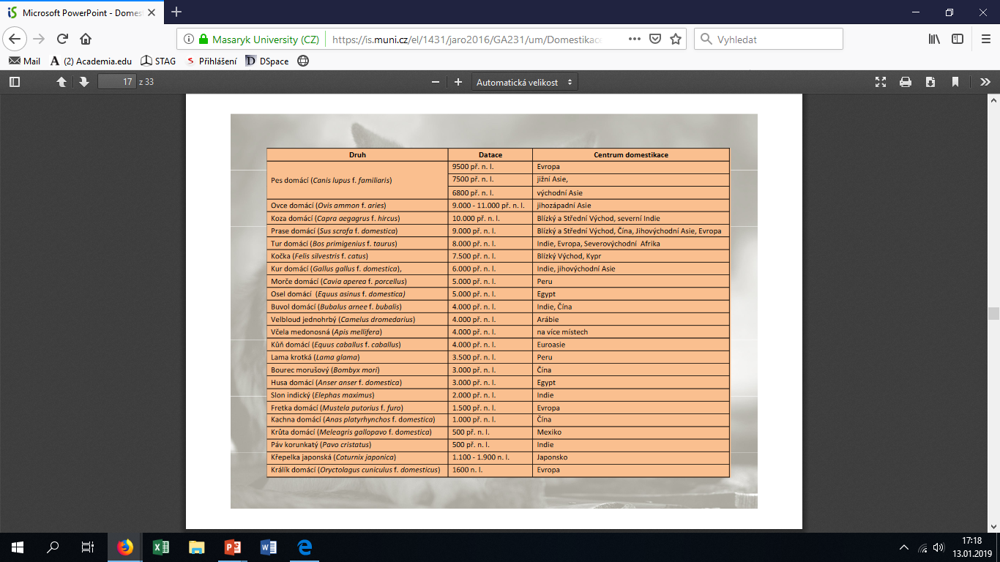 Microsoft PowerPoint - Domes
Masaryk University (CZ) https://is.muni.cz/el/1431/jaro2016/GA231/um/Domestikace
Vyhledat
Mail (2) Academia.edu STAG Přihlášení DSpace
17 z 33 Automatická velikost
Druh Datace Centrum domestikace
Pes domácí (Canis lupus f. familiaris) 9500 př. n. l. Evropa
7500 př. n. l. jižní Asie,
6800 př. n. l. východní Asie
Ovce domácí (Ovis ammon f. aries) 9.000 - 11.000 př. n. l. jihozápadní Asie
Koza domácí (Capra aegagrus f. hircus) 10.000 př. n. l. Blízký a Střední Východ, severní Indie
Prase domácí (Sus scrofa f. domestica) 9.000 př. n. l. Blízký a Střední Východ, Čína, Jihovýchodní Asie, Evropa
Tur domácí (Bos primigenius f. taurus) 8.000 př. n. l. Indie, Evropa, Severovýchodní Afrika
Kočka (Felis silvestris f. catus) 7.500 př. n. l. Blízký Východ, Kypr
Kur domácí (Gallus gallus f. domestica), 6.000 př. n. l. Indie, jihovýchodní Asie
Morče domácí (Cavia aperea f. porcellus) 5.000 př. n. l. Peru
Osel domácí (Equus asinus f. domestica) 5.000 př. n. l. Egypt
Buvol domácí (Bubalus arnee f. bubalis) 4.000 př. n. l. Indie, Čína
Velbloud jednohrbý (Camelus dromedarius) 4.000 př. n. l. Arábie
Včela medonosná (Apis mellifera) 4.000 př. n. l. na více místech
Kůň domácí (Equus caballus f. caballus) 4.000 př. n. l. Euroasie
Lama krotká (Lama glama) 3.500 př. n. l. Peru
Bourec morušový (Bombyx mori) 3.000 př. n. l. Čína
Husa domácí (Anser anser f. domestica) 3.000 př. n. l. Egypt
Slon indický (Elephas maximus) 2.000 př. n. l. Indie
Fretka domácí (Mustela putorius f. furo) 1.500 př. n. l. Evropa
Kachna domácí (Anas platyrhynchos f. domestica) 1.000 př. n. l. Čína
Krůta domácí (Meleagris gallopavo f. domestica) 500 př. n. l. Mexiko
Páv korunkatý (Pavo cristatus) 500 př. n. l. Indie
Křepelka japonská (Coturnix japonica) 1.100 - 1.900 n. l. Japonsko
Králík domácí (Oryctolagus cuniculus f. domesticus) 1600 n. l. Evropa
17:18
13.01.2019